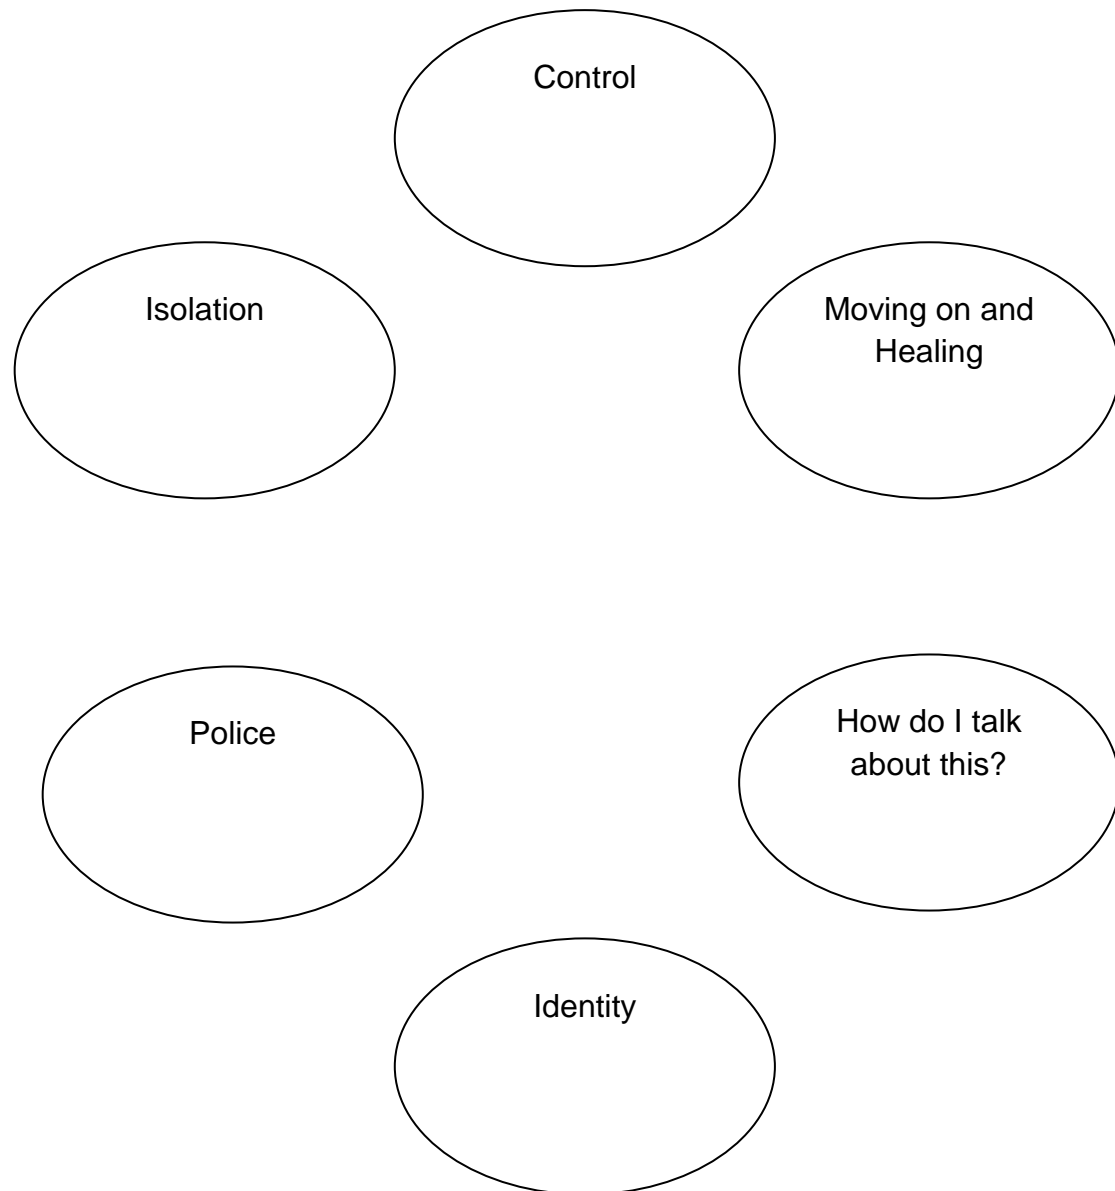 Control
Isolation
Moving on and
Healing
Police
How do I talk
about this?
Identity